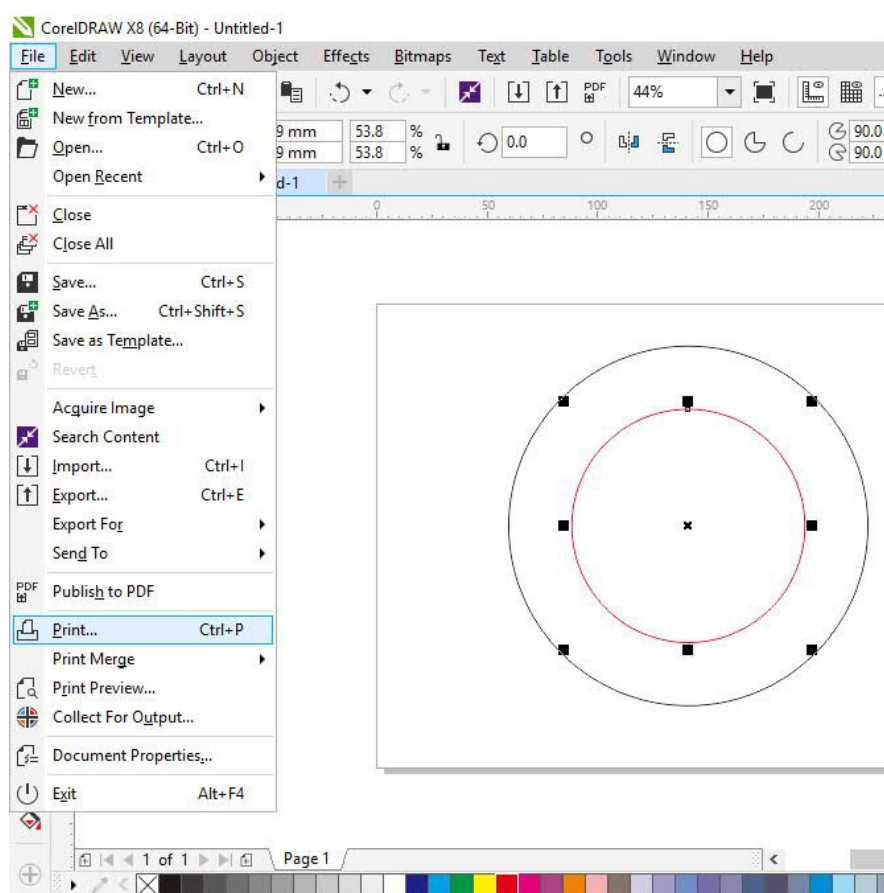 CorelDRAW X8 (64-Bit) - Untitled-1
File Edit View Layout Object Effects Bitmaps Text Table Tools Window Help
New... Ctrl+N
PDF 44%
New from Template...
9 mm 53.8 % 0.0 90.0
Open... Ctrl+O
9 mm 53.8 % 90.0
Open Recent
d-1
0 50 100 150 200
Close
Close All
Save... Ctrl+S
Save As... Ctrl+Shift+S
Save as Template...
Revert
Acquire Image
Search Content
Import... Ctrl+I
Export... Ctrl+E
Export For
Send To
PDF Publish to PDF
Print... Ctrl+P
Print Merge
Print Preview...
Collect For Output...
Document Properties...
Exit Alt+F4
1 of 1 Page 1